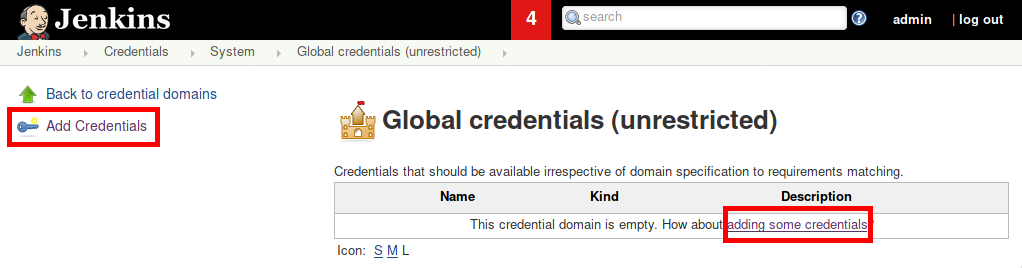 Jenkins
4
search
?
admin
| log out
Jenkins
Credentials
System
Global credentials (unrestricted)
Back to credential domains
Add Credentials
Global credentials (unrestricted)
Credentials that should be available irrespective of domain specification to requirements matching.
Name Kind Description
This credential domain is empty. How about adding some credentials?
Icon: S M L